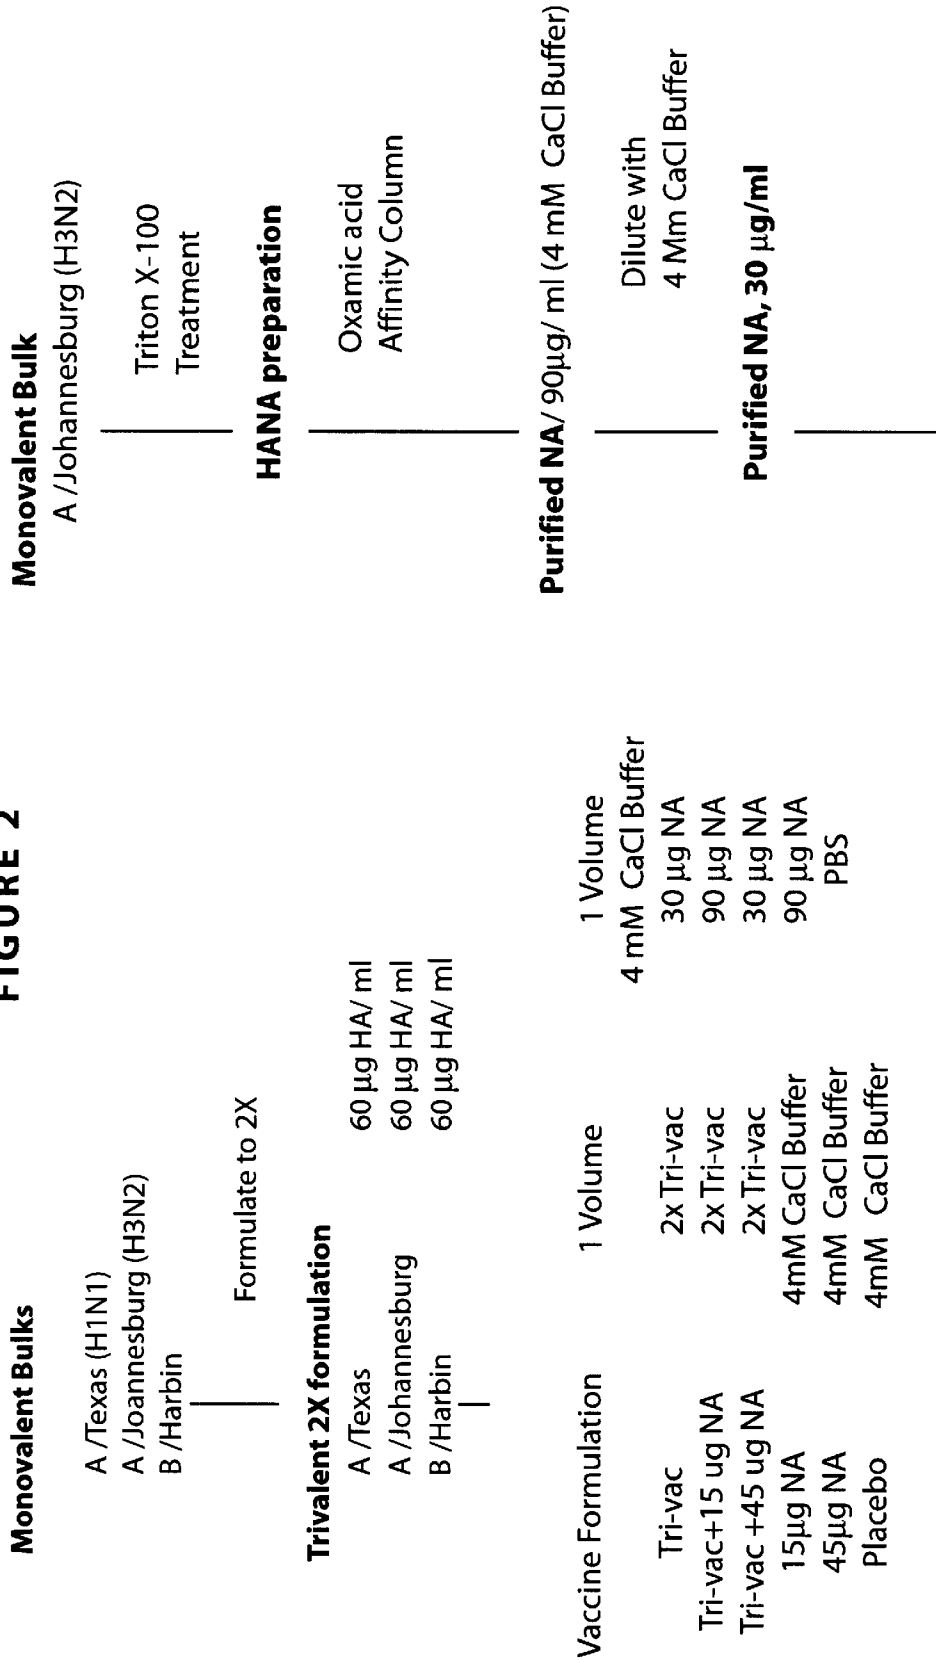 FIGURE 2
Monovalent Bulks
A /Texas (H1N1)
A /Joannesburg (H3N2)
B /Harbin
Formulate to 2X
Trivalent 2X formulation
A /Texas 60 µg HA/ ml
A /Johannesburg 60 µg HA/ ml
B /Harbin 60 µg HA/ ml
Monovalent Bulk
A /Johannesburg (H3N2)
Triton X-100
Treatment
HANA preparation
Oxamic acid
Affinity Column
Purified NA/ 90µg/ ml (4 mM CaCl Buffer)
Dilute with
4 Mm CaCl Buffer
Purified NA, 30 µg/ml
Vaccine Formulation 1 Volume 1 Volume
4 mM CaCl Buffer
Tri-vac 2x Tri-vac 30 µg NA
Tri-vac+15 ug NA 2x Tri-vac 90 µg NA
Tri-vac +45 ug NA 2x Tri-vac 30 µg NA
15µg NA 4mM CaCl Buffer 90 µg NA
45µg NA 4mM CaCl Buffer PBS
Placebo 4mM CaCl Buffer